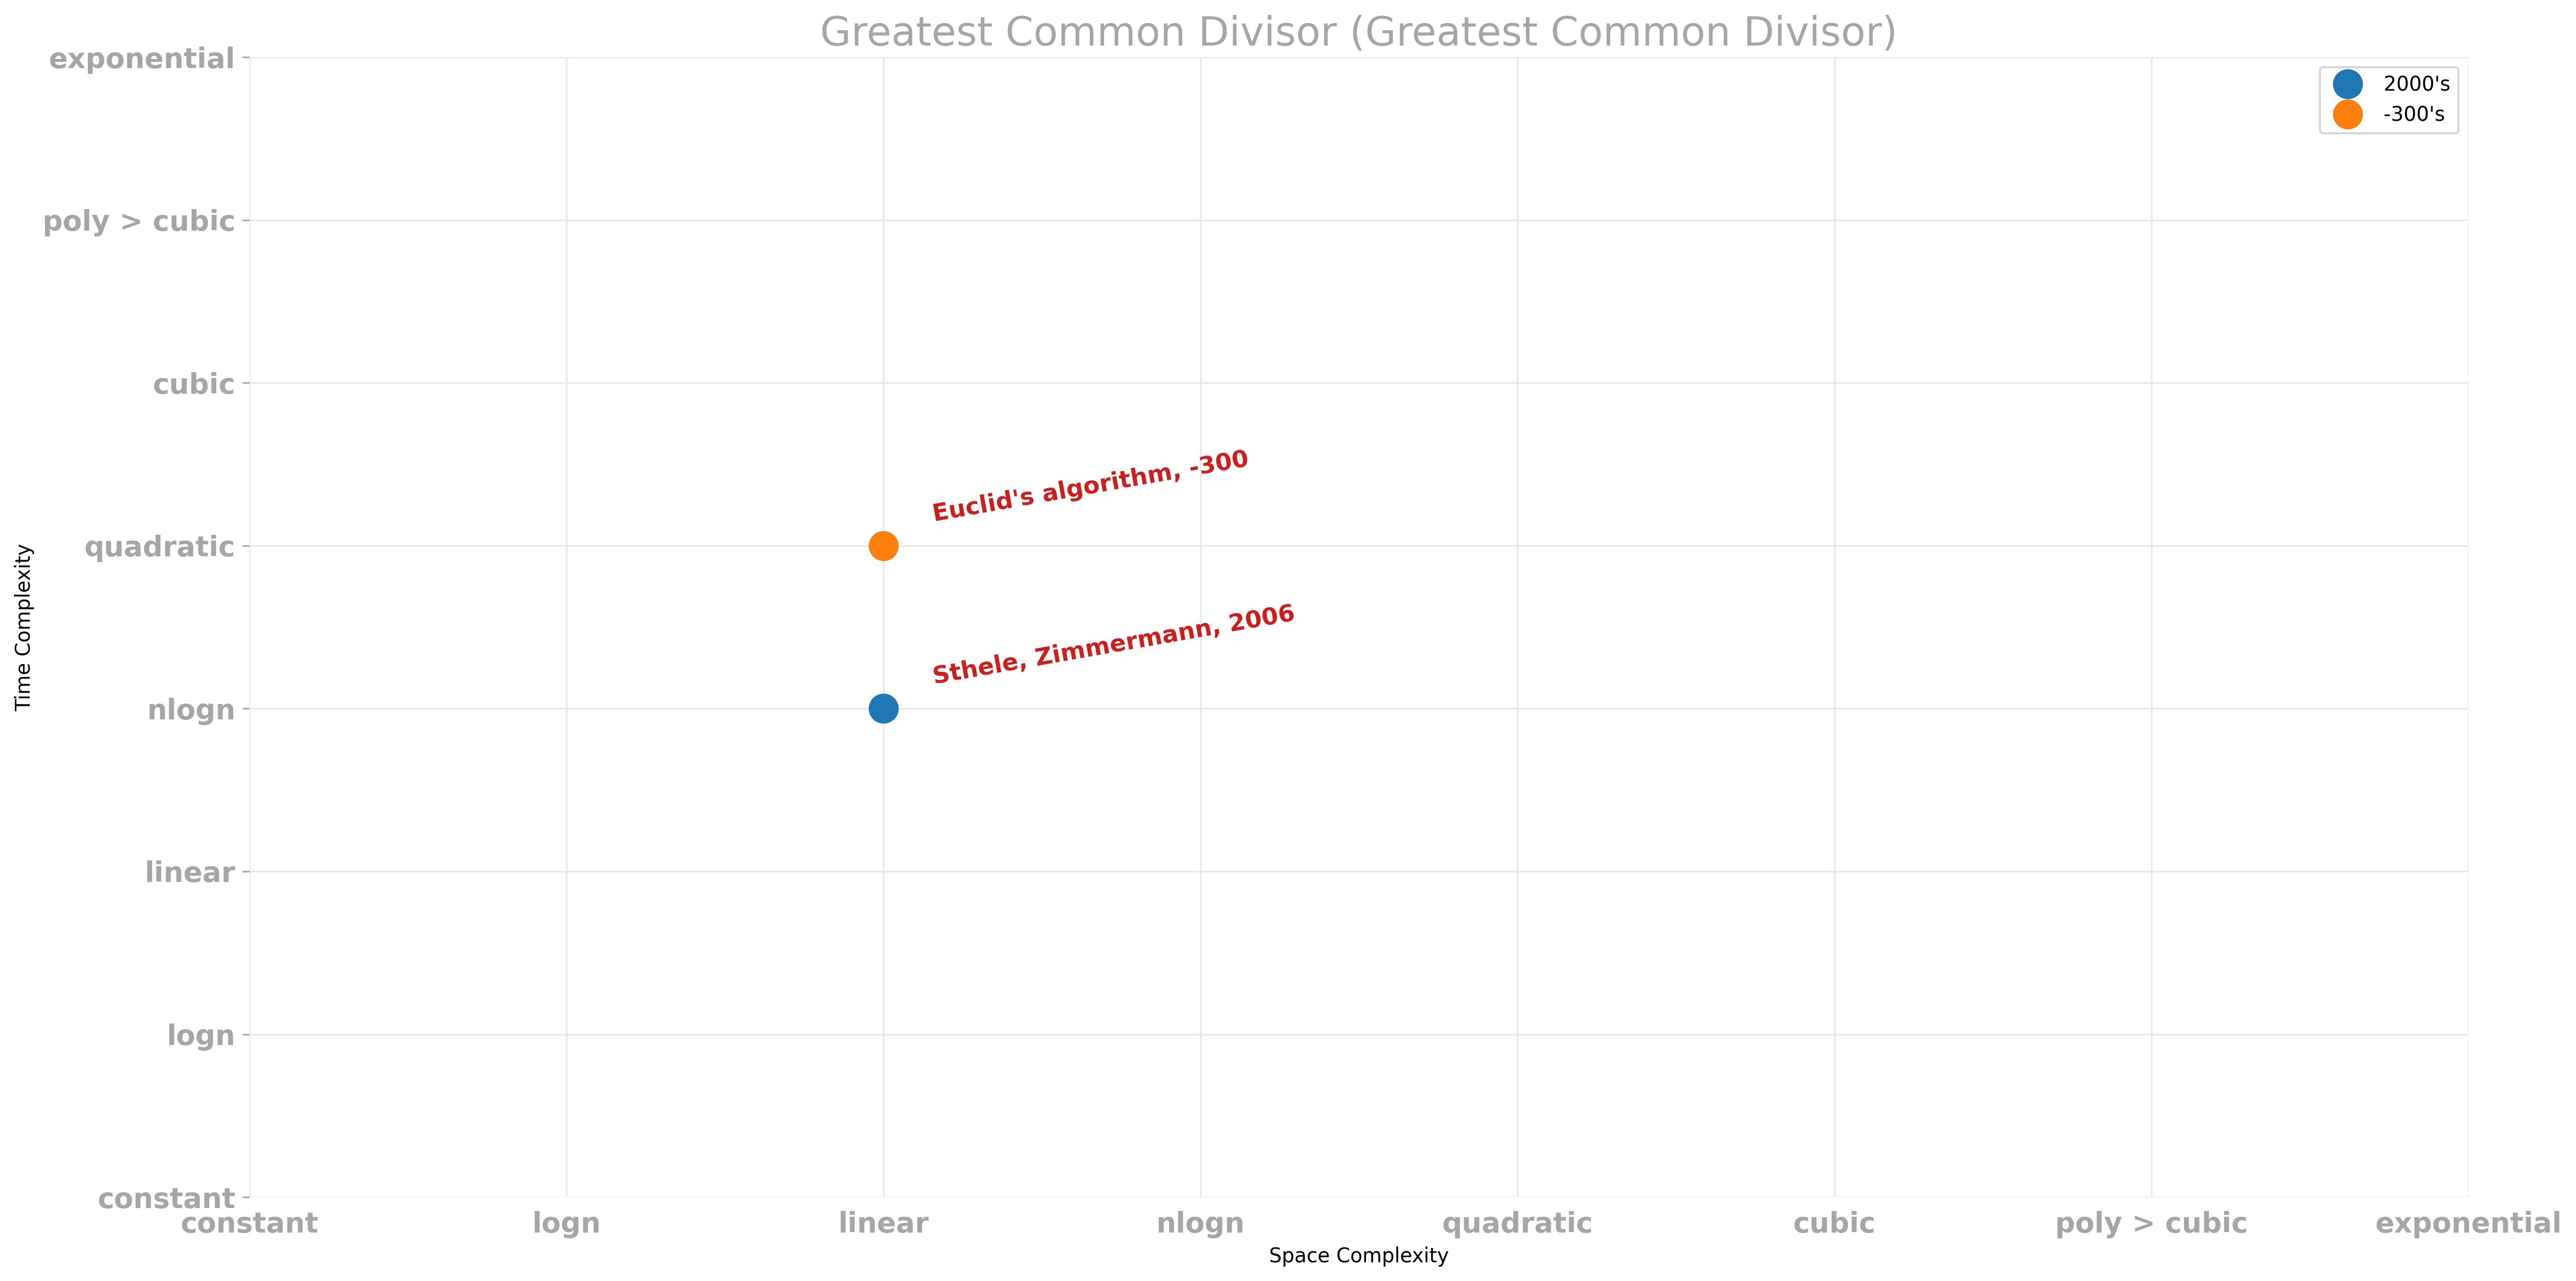 Greatest Common Divisor (Greatest Common Divisor)
exponential
poly > cubic
cubic
quadratic
nlogn
linear
logn
constant
Time Complexity
2000's
-300's
Euclid's algorithm, -300
Sthele, Zimmermann, 2006
constant
logn
linear
nlogn
quadratic
cubic
poly > cubic
exponential
Space Complexity